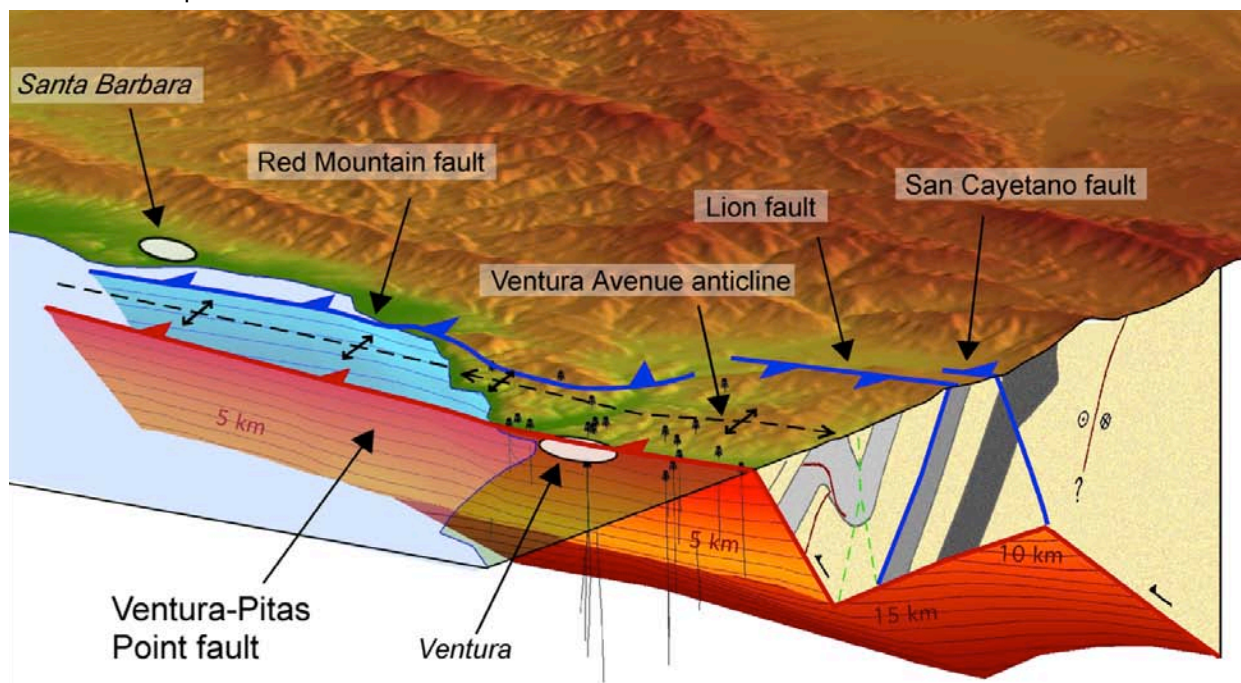 Santa Barbara
Red Mountain fault
San Cayetano fault
Lion fault
Ventura Avenue anticline
5 km
5 km
10 km
15 km
?
Ventura-Pitas
Point fault
Ventura